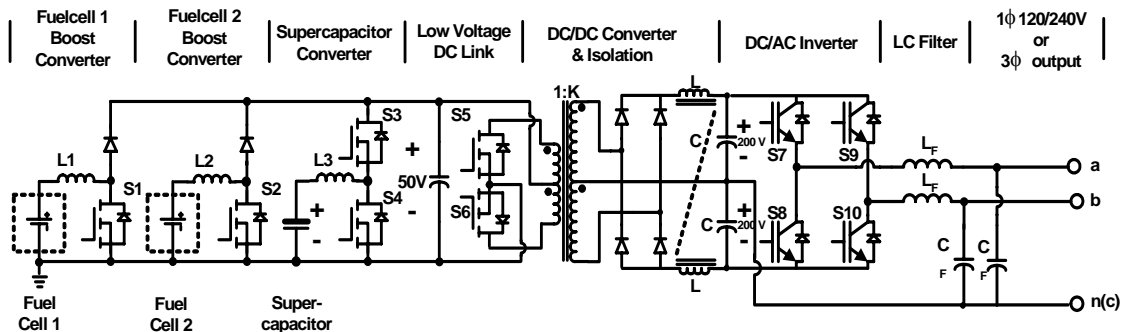 Fuelcell 1
Boost
Converter
Fuelcell 2
Boost
Converter
Supercapacitor
Converter
Low Voltage
DC Link
DC/DC Converter
& Isolation
DC/AC Inverter
LC Filter
1ϕ 120/240V
or
3ϕ output
L1
S1
L2
S2
L3
S3
S4
+
-
+
50V
-
S5
S6
1:K
L
L
C
+
200 V
-
C
+
200 V
-
S7
S9
S8
S10
L F
L F
C F
C F
a
b
n(c)
Fuel
Cell 1
Fuel
Cell 2
Super-
capacitor